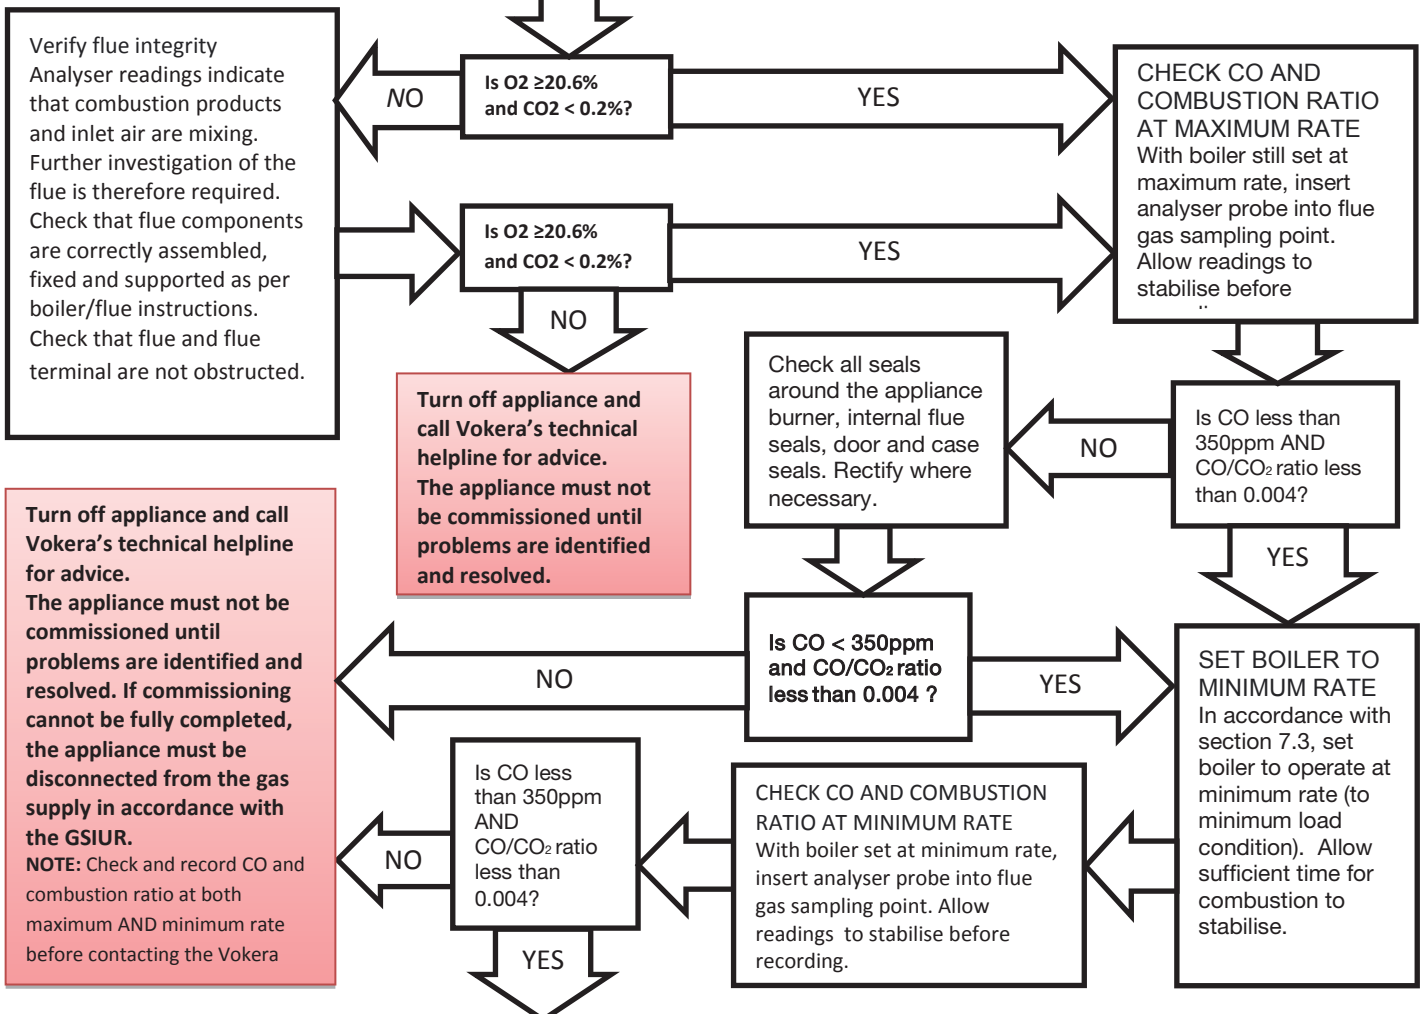 Verify flue integrity
Analyser readings indicate
that combustion products
and inlet air are mixing.
Further investigation of the
flue is therefore required.
Check that flue components
are correctly assembled,
fixed and supported as per
boiler/flue instructions.
Check that flue and flue
terminal are not obstructed.
NO
Is O2 ≥20.6%
and CO2 < 0.2%?
YES
CHECK CO AND
COMBUSTION RATIO
AT MAXIMUM RATE
With boiler still set at
maximum rate, insert
analyser probe into flue
gas sampling point.
Allow readings to
stabilise before
Is O2 ≥20.6%
and CO2 < 0.2%?
YES
NO
Turn off appliance and
call Vokera’s technical
helpline for advice.
The appliance must not
be commissioned until
problems are identified
and resolved.
Check all seals
around the appliance
burner, internal flue
seals, door and case
seals. Rectify where
necessary.
NO
Is CO less than
350ppm AND
CO/CO₂ ratio less
than 0.004?
YES
Turn off appliance and call
Vokera’s technical helpline
for advice.
The appliance must not be
commissioned until
problems are identified and
resolved. If commissioning
cannot be fully completed,
the appliance must be
disconnected from the gas
supply in accordance with
the GSIUR.
NOTE: Check and record CO and
combustion ratio at both
maximum AND minimum rate
before contacting the Vokera
NO
Is CO < 350ppm
and CO/CO₂ ratio
less than 0.004 ?
YES
SET BOILER TO
MINIMUM RATE
In accordance with
section 7.3, set
boiler to operate at
minimum rate (to
minimum load
condition). Allow
sufficient time for
combustion to
stabilise.
NO
Is CO less
than 350ppm
AND
CO/CO₂ ratio
less than
0.004?
CHECK CO AND COMBUSTION
RATIO AT MINIMUM RATE
With boiler set at minimum rate,
insert analyser probe into flue
gas sampling point. Allow
readings to stabilise before
recording.
YES